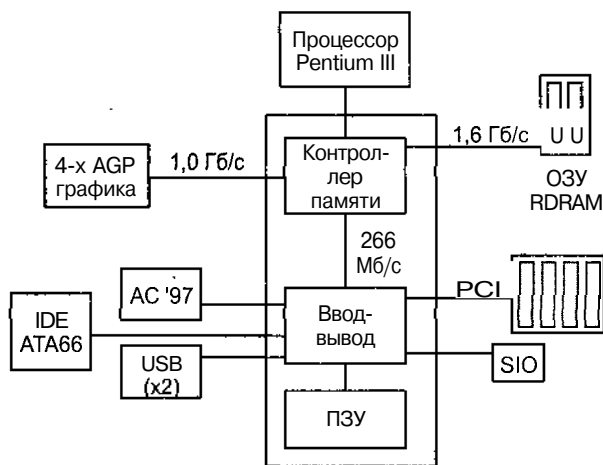 Процессор
Pentium III
1,6 Гб/с
U U
ОЗУ
RDRAM
4-х AGP
графика
1,0 Гб/с
Контрол-
лер
памяти
266
Мб/с
AC '97
PCI
IDE
ATA66
Ввод-
вывод
USB
(x2)
SIO
ПЗУ